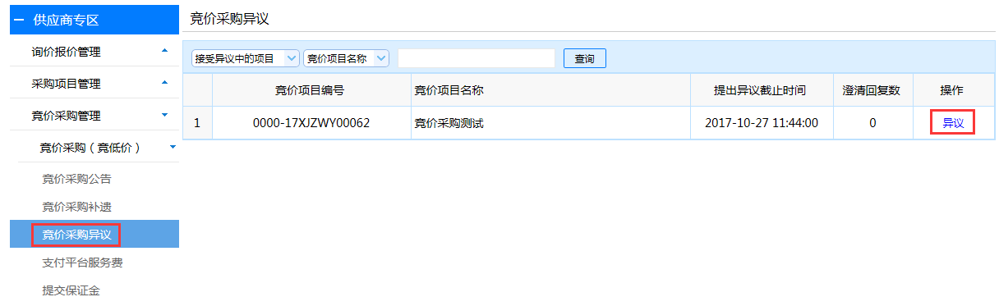 供应商专区
询价报价管理
采购项目管理
竞价采购管理
竞价采购（竞低价）
竞价采购公告
竞价采购补遗
竞价采购异议
支付平台服务费
提交保证金
竞价采购异议
接受异议中的项目 竞价项目名称 查询
竞价项目编号 竞价项目名称 提出异议截止时间 澄清回复数 操作
1 0000-17XJZWY00062 竞价采购测试 2017-10-27 11:44:00 0 异议